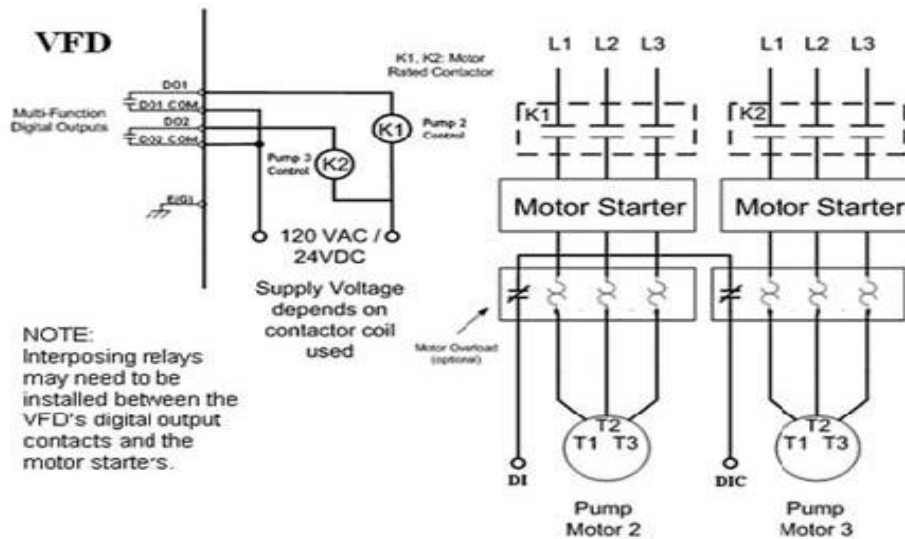 VFD
DO1
DO1 COM
Multi-Function
Digital Outputs
DO2
DO2 COM
E(G)
K1, K2: Motor
Rated Contactor
K1
Pump 2
Control
Pump 3
Control
K2
120 VAC /
24VDC
Supply Voltage
depends on
contactor coil
used
NOTE:
Interposing relays
may need to be
installed between the
VFD's digital output
contacts and the
motor starters.
L1 L2 L3
K1
Motor Starter
Motor Overload
(optional)
T1 T2 T3
DI
Pump
Motor 2
L1 L2 L3
K2
Motor Starter
T1 T2 T3
DIC
Pump
Motor 3